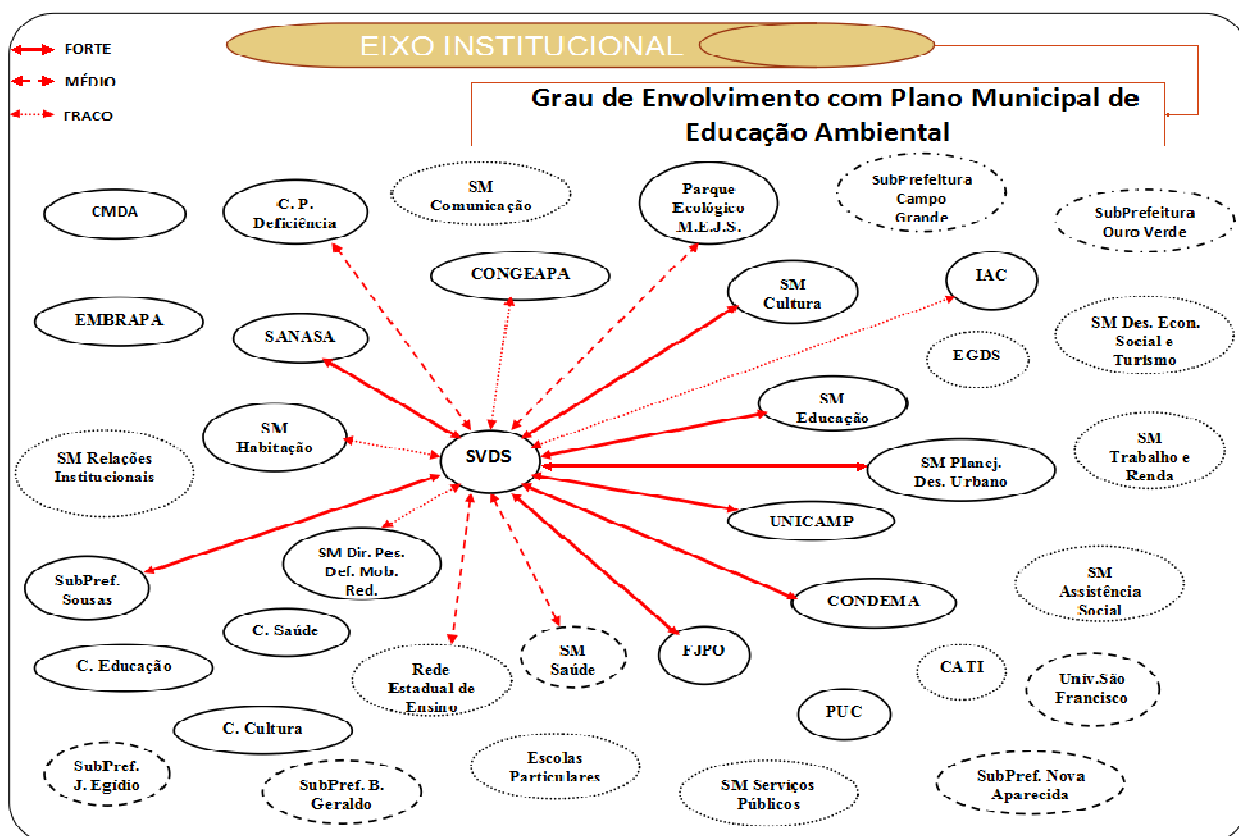 EIXO INSTITUCIONAL
FORTE
MÉDIO
FRACO
Grau de Envolvimento com Plano Municipal de
Educação Ambiental
CMDA
C. P.
Deficiência
SM
Comunicação
Parque
Ecológico
M.E.J.S.
SubPrefeitura
Campo
Grande
SubPrefeitura
Ouro Verde
EMBRAPA
SANASA
CONGEAPA
SM
Cultura
IAC
EGDS
SM Des. Econ.
Social e
Turismo
SM Relações
Institucionais
SM
Habitação
SVDS
SM
Educação
SM Planej.
Des. Urbano
SM
Trabalho e
Renda
UNICAMP
SubPref.
Sousas
SM Dir. Pes.
Def. Mob.
Red.
CONDEMA
SM
Assistência
Social
C. Saúde
C. Educação
Rede
Estadual de
Ensino
SM
Saúde
FJPO
CATI
Univ.São
Francisco
C. Cultura
PUC
SubPref.
J. Egídio
SubPref. B.
Geraldo
Escolas
Particulares
SM Serviços
Públicos
SubPref. Nova
Aparecida